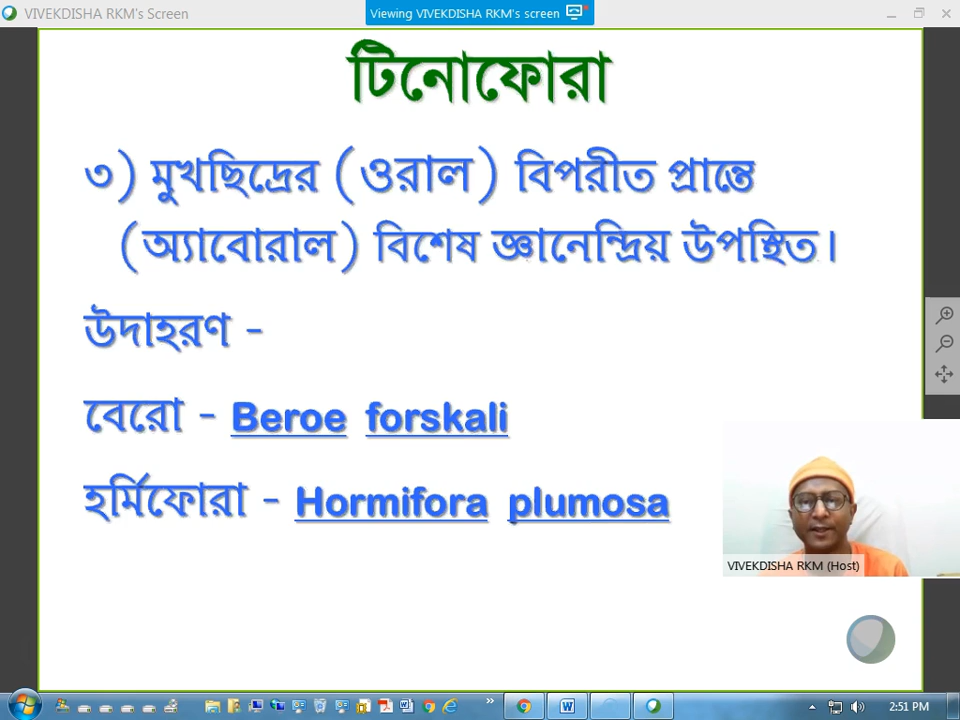 VIVEKDISHA RKM's Screen
Viewing VIVEKDISHA RKM's screen
টিনোফোরা
৩) মুখছিদ্রের (ওরাল) বিপরীত প্রান্তে
(অ্যাবোরাল) বিশেষ জ্ঞানেন্দ্রিয় উপস্থিত।
উদাহরণ -
বেরো - Beroe forskali
হর্মিফোরা - Hormifora plumosa
VIVEKDISHA RKM (Host)
2:51 PM